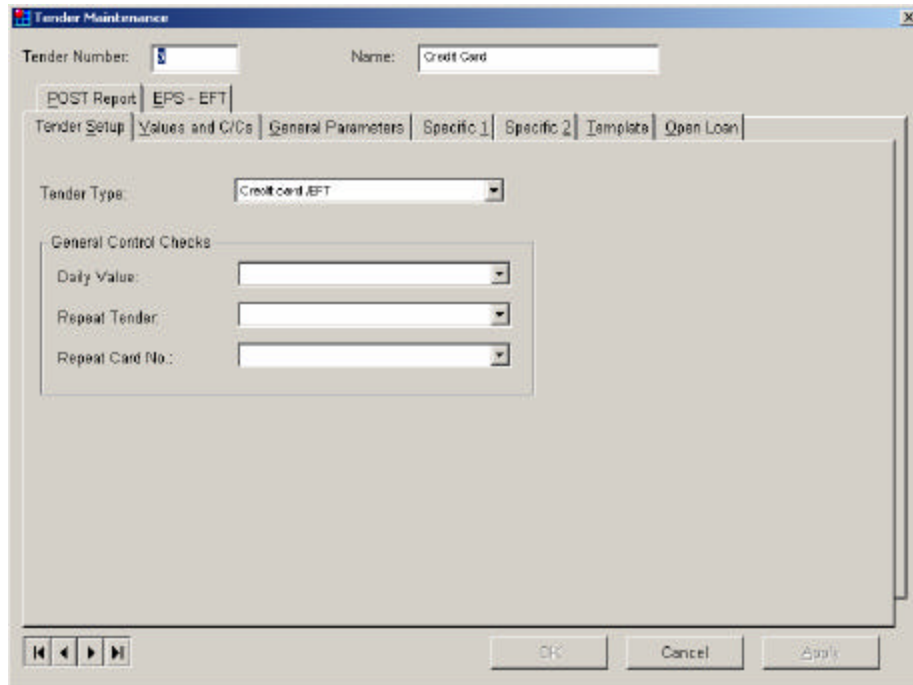 Tender Maintenance
Tender Number: Name: Credit Card
POST Report EPS - EFT
Tender Setup Values and C/Cs General Parameters Specific 1 Specific 2 Template Open Loan
Tender Type: Credit card /EFT
General Control Checks
Daily Value:
Repeat Tender:
Repeat Card No.:
OK Cancel Apply